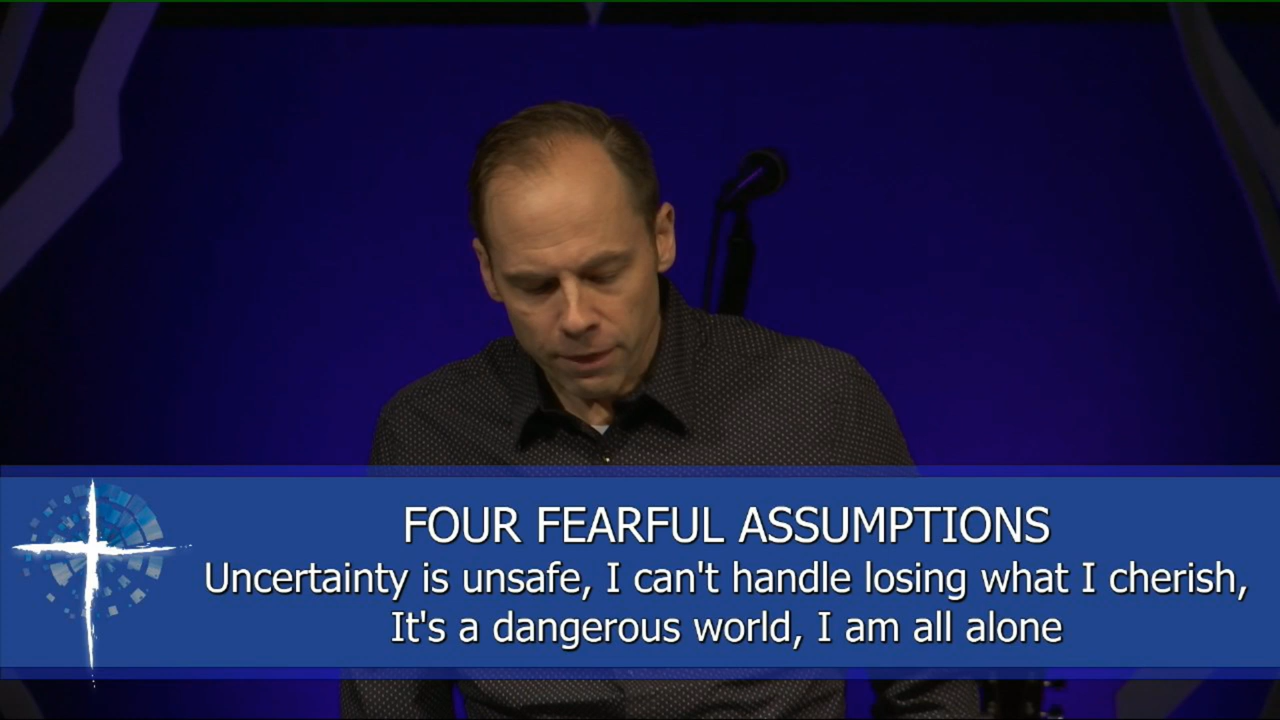 FOUR FEARFUL ASSUMPTIONS
Uncertainty is unsafe, I can't handle losing what I cherish,
It's a dangerous world, I am all alone